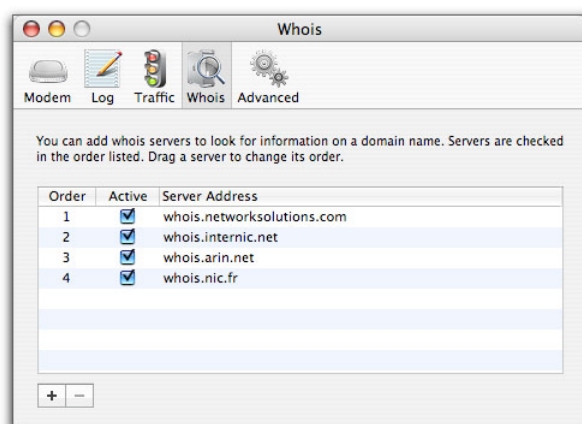 Whois
Modem Log Traffic Whois Advanced
You can add whois servers to look for information on a domain name. Servers are checked
in the order listed. Drag a server to change its order.
Order Active Server Address
1 whois.networksolutions.com
2 whois.internic.net
3 whois.arin.net
4 whois.nic.fr
+ −